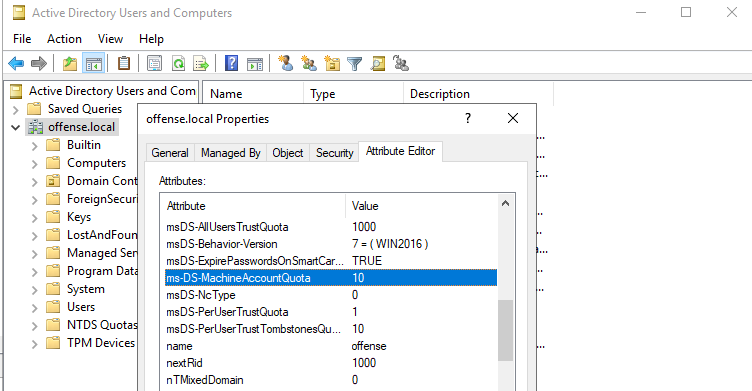 Active Directory Users and Computers
File Action View Help
Active Directory Users and Com
Name Type Description
Saved Queries
offense.local
Builtin
Computers
Domain Cont
ForeignSecuri
Keys
LostAndFoun
Managed Ser
Program Data
System
Users
NTDS Quotas
TPM Devices
offense.local Properties
? 
General Managed By Object Security Attribute Editor
Attributes:
Attribute Value
msDS-AllUsersTrustQuota 1000
msDS-Behavior-Version 7 = ( WIN2016 )
msDS-ExpirePasswordsOnSmartCar... TRUE
ms-DS-MachineAccountQuota 10
msDS-NcType 0
msDS-PerUserTrustQuota 1
msDS-PerUserTrustTombstonesQu... 10
name offense
nextRid 1000
nTMixedDomain 0